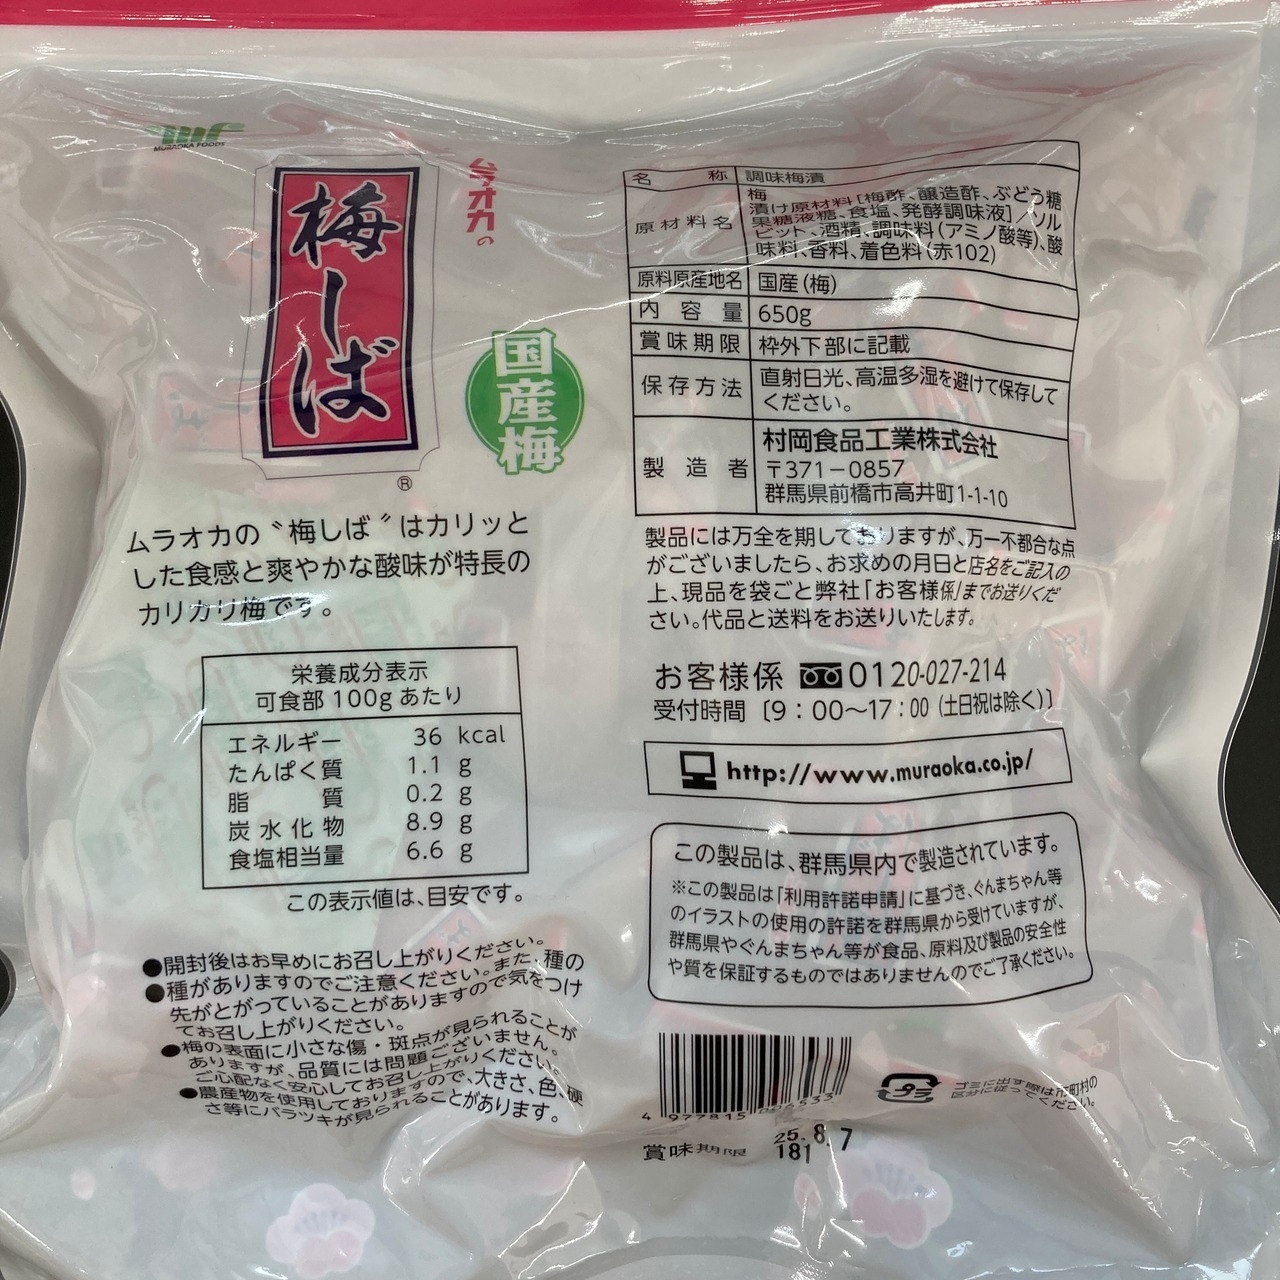 MURAOKA FOODS
ムラオカの
梅しば
®
国産梅
ムラオカの〝梅しば〟はカリッと
した食感と爽やかな酸味が特長の
カリカリ梅です。
栄養成分表示
可食部100gあたり
エネルギー 36 kcal
たんぱく質 1.1 g
脂質 0.2 g
炭水化物 8.9 g
食塩相当量 6.6 g
この表示値は、目安です。
●開封後はお早めにお召し上がりください。
●種がありますのでご注意ください。また、種の
先がとがっていることがありますので気をつけ
てお召し上がりください。
●梅の表面に小さな傷・斑点が見られることが
ありますが、品質には問題ございません。
ご心配なく安心してお召し上がりください。
●農産物を使用しておりますので、大きさ、色、硬
さ等にバラツキが見られることがあります。
名称 調味梅漬
原材料名 梅
漬け原材料[梅酢、醸造酢、ぶどう糖
果糖液糖、食塩、発酵調味液]/ソル
ビット、酒精、調味料(アミノ酸等)、酸
味料、香料、着色料(赤102)
原料原産地名 国産(梅)
内容量 650g
賞味期限 枠外下部に記載
保存方法 直射日光、高温多湿を避けて保存して
ください。
製造者 村岡食品工業株式会社
〒371-0857
群馬県前橋市高井町1-1-10
製品には万全を期しておりますが、万一不都合な点
がございましたら、お求めの月日と店名をご記入の
上、現品を袋ごと弊社「お客様係」までお送りくだ
さい。代品と送料をお送りいたします。
お客様係 0120-027-214
受付時間〔9:00~17:00(土日祝は除く)〕
http://www.muraoka.co.jp/
この製品は、群馬県内で製造されています。
※この製品は「利用許諾申請」に基づき、ぐんまちゃん等
のイラストの使用の許諾を群馬県から受けていますが、
群馬県やぐんまちゃん等が食品、原料及び製品の安全性
や質を保証するものではありませんのでご了承ください。
4 977815 006533
プラ
ゴミに出す際は市町村の
区分に従ってください。
賞味期限 25.8.7
181